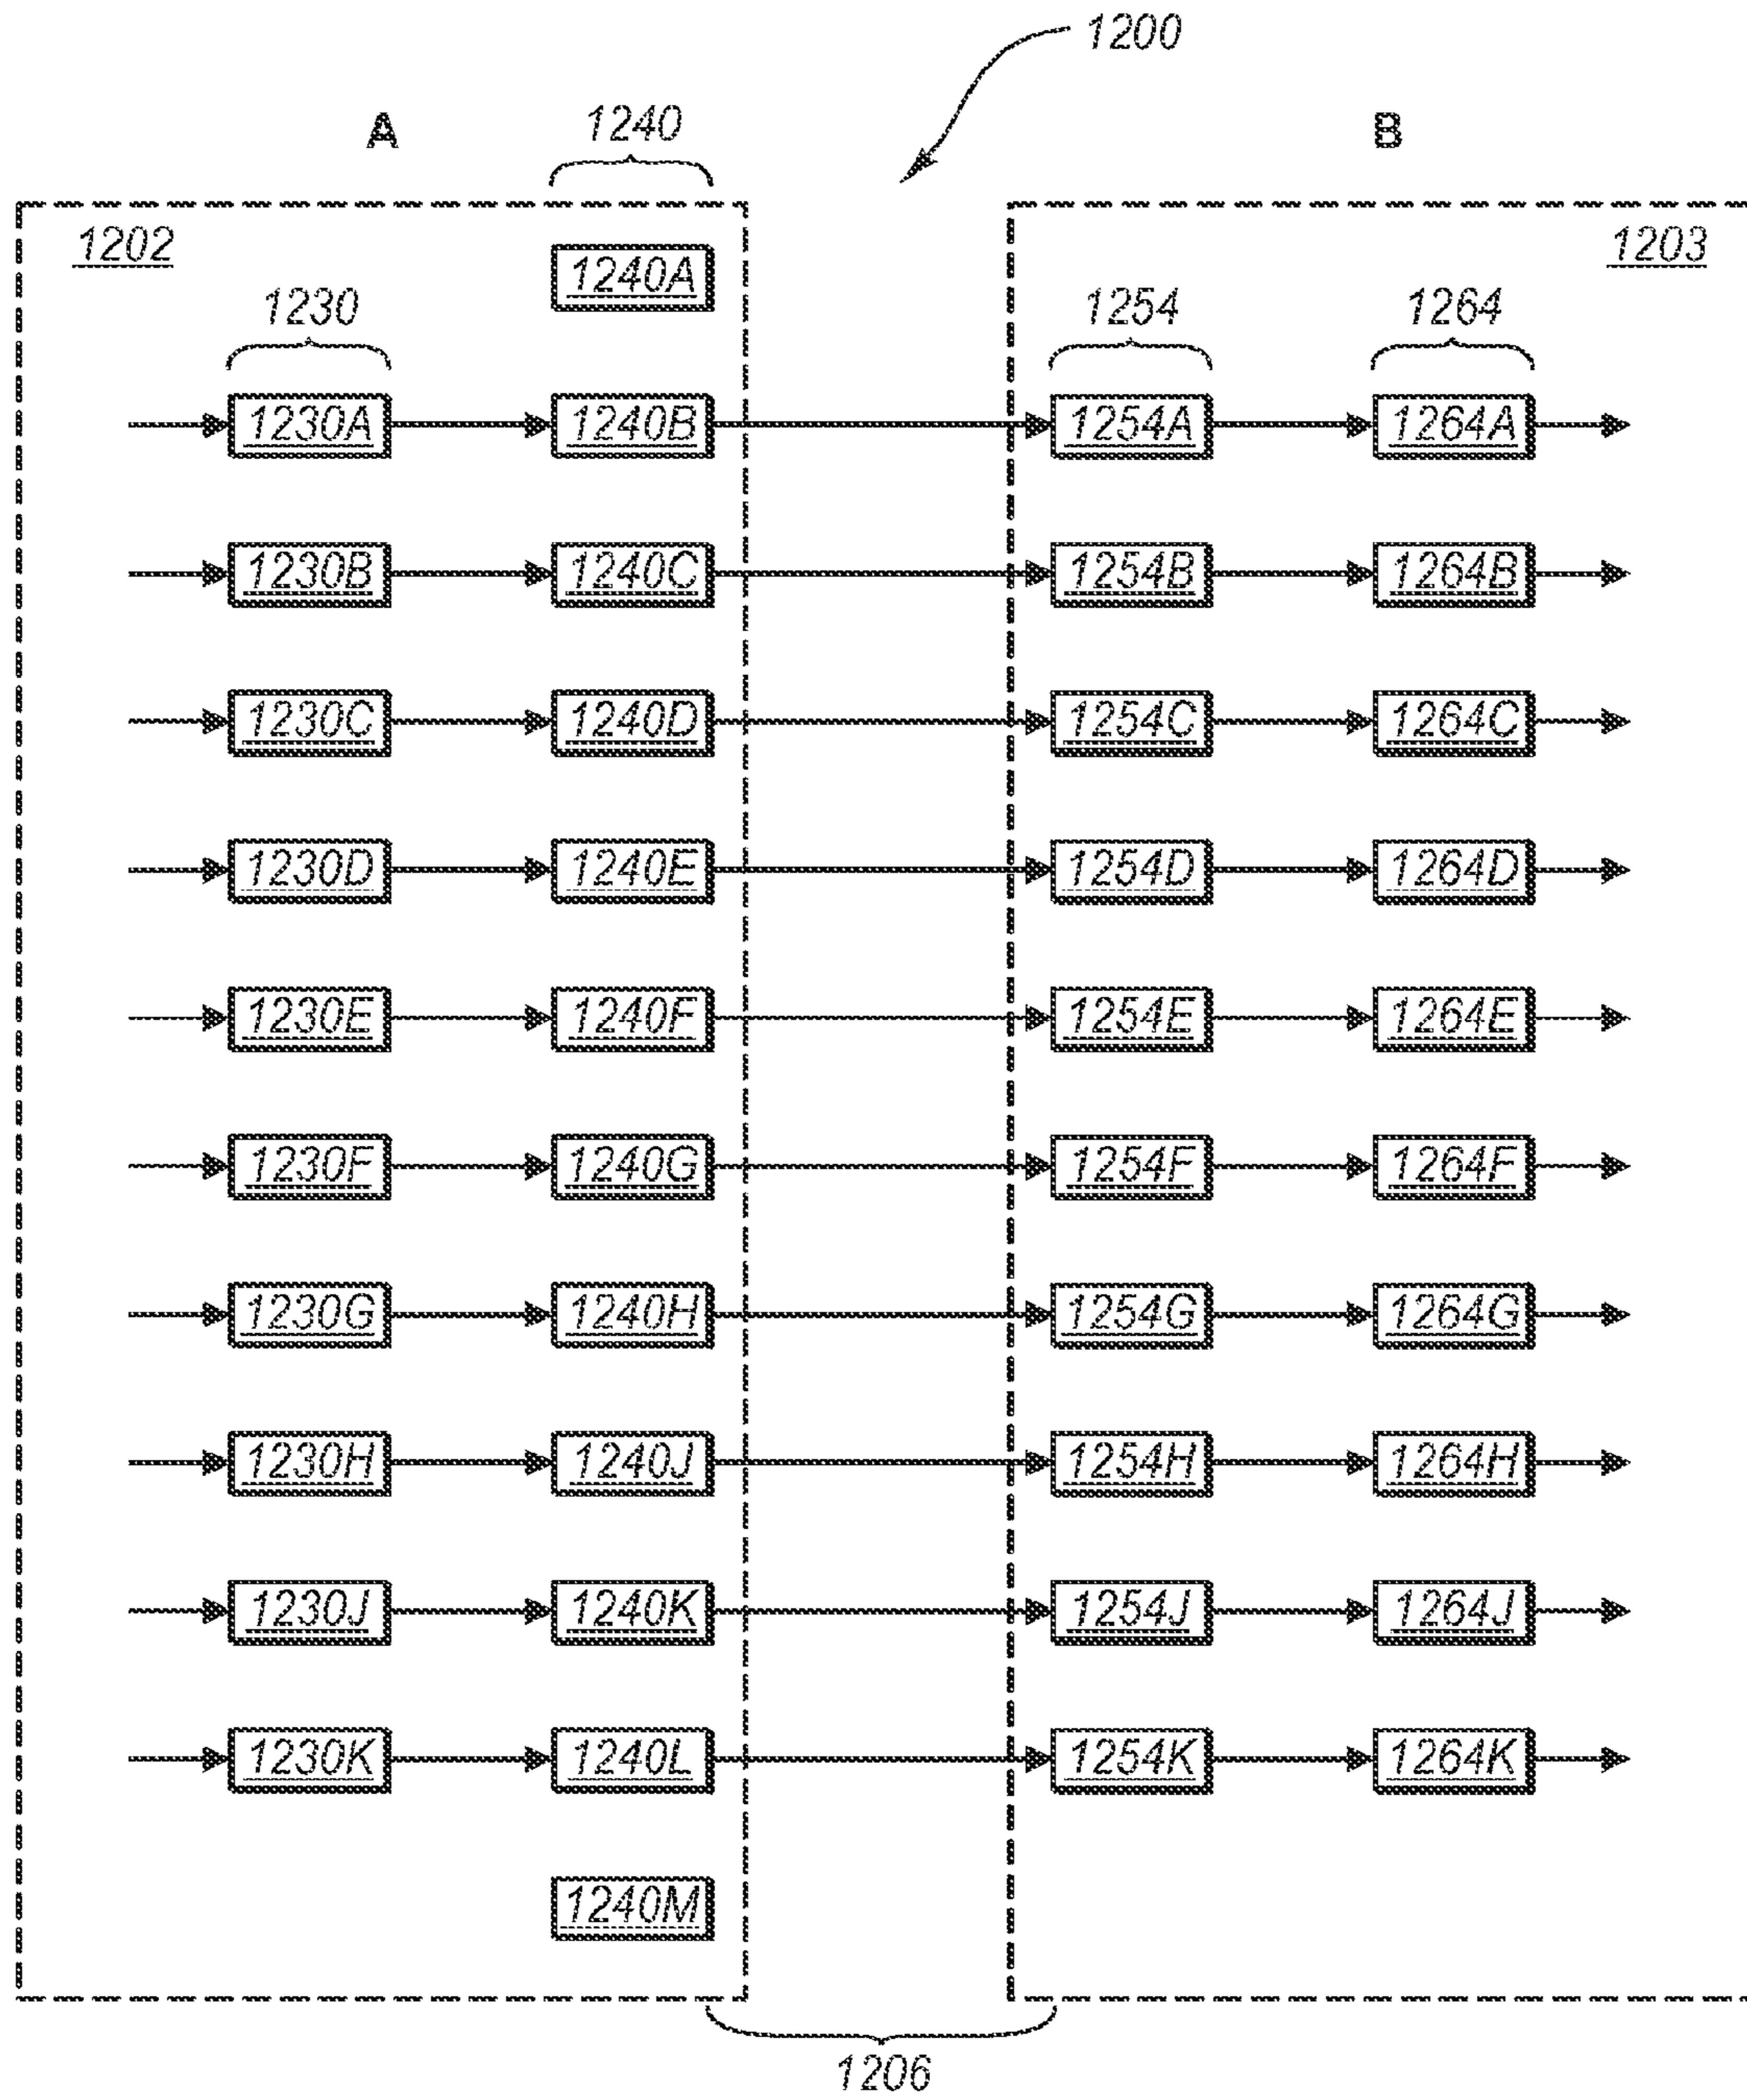 1200
A 1240 B
1202 1240A 1203
1230 1254 1264
1230A 1240B 1254A 1264A
1230B 1240C 1254B 1264B
1230C 1240D 1254C 1264C
1230D 1240E 1254D 1264D
1230E 1240F 1254E 1264E
1230F 1240G 1254F 1264F
1230G 1240H 1254G 1264G
1230H 1240J 1254H 1264H
1230J 1240K 1254J 1264J
1230K 1240L 1254K 1264K
1240M
1206